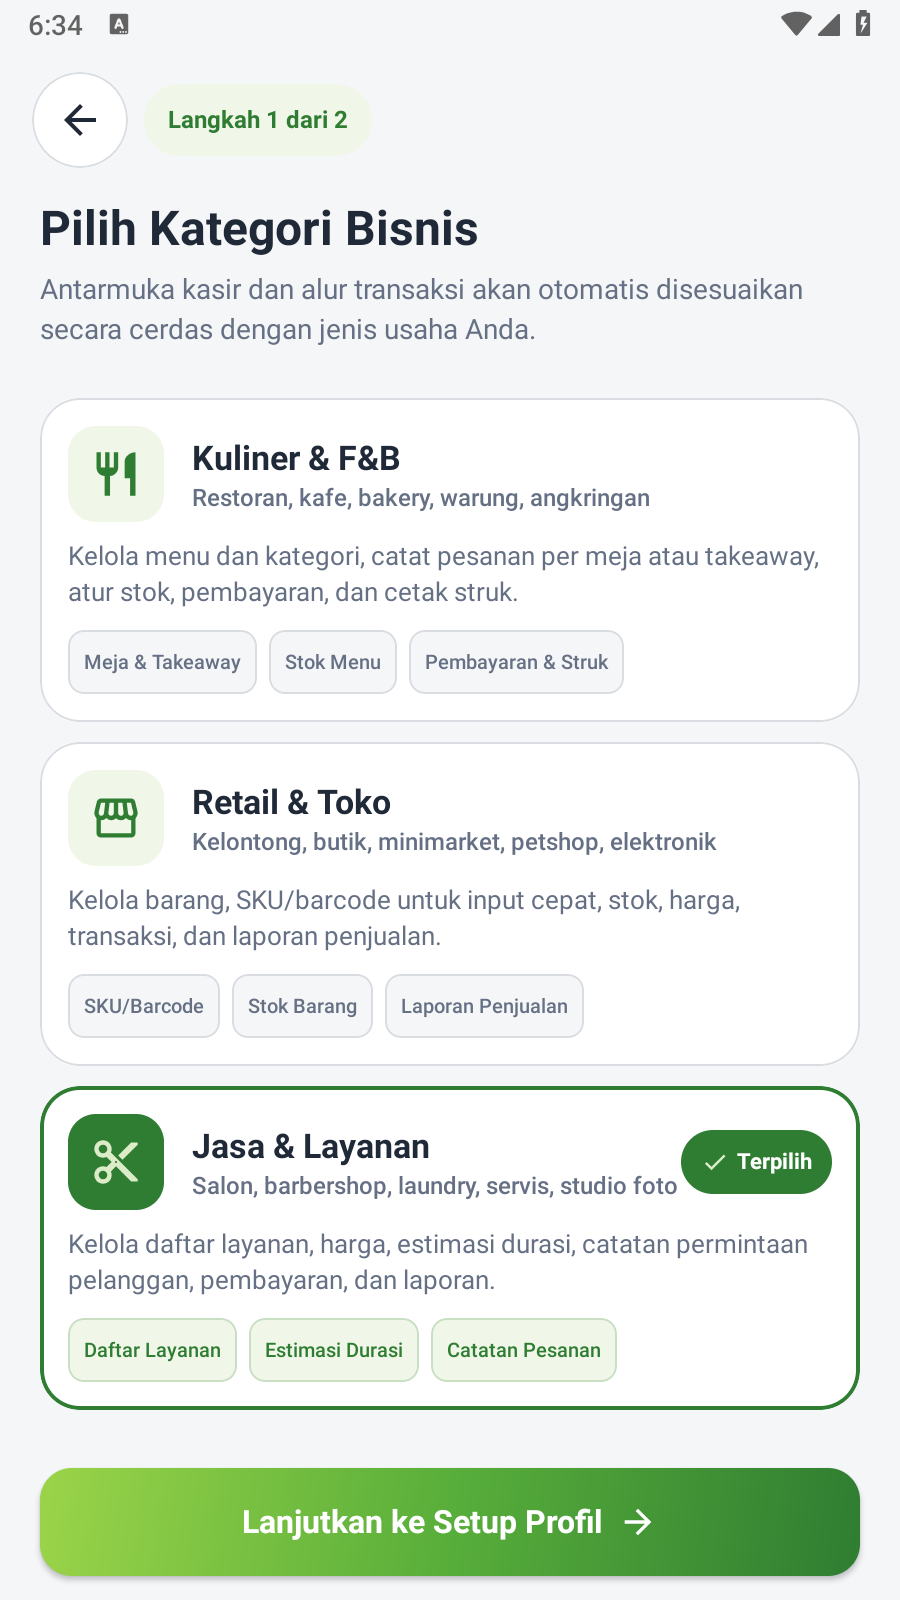 6:34
A
Langkah 1 dari 2
Pilih Kategori Bisnis
Antarmuka kasir dan alur transaksi akan otomatis disesuaikan
secara cerdas dengan jenis usaha Anda.
Kuliner & F&B
Restoran, kafe, bakery, warung, angkringan
Kelola menu dan kategori, catat pesanan per meja atau takeaway,
atur stok, pembayaran, dan cetak struk.
Meja & Takeaway
Stok Menu
Pembayaran & Struk
Retail & Toko
Kelontong, butik, minimarket, petshop, elektronik
Kelola barang, SKU/barcode untuk input cepat, stok, harga,
transaksi, dan laporan penjualan.
SKU/Barcode
Stok Barang
Laporan Penjualan
Jasa & Layanan
Salon, barbershop, laundry, servis, studio foto
Terpilih
Kelola daftar layanan, harga, estimasi durasi, catatan permintaan
pelanggan, pembayaran, dan laporan.
Daftar Layanan
Estimasi Durasi
Catatan Pesanan
Lanjutkan ke Setup Profil